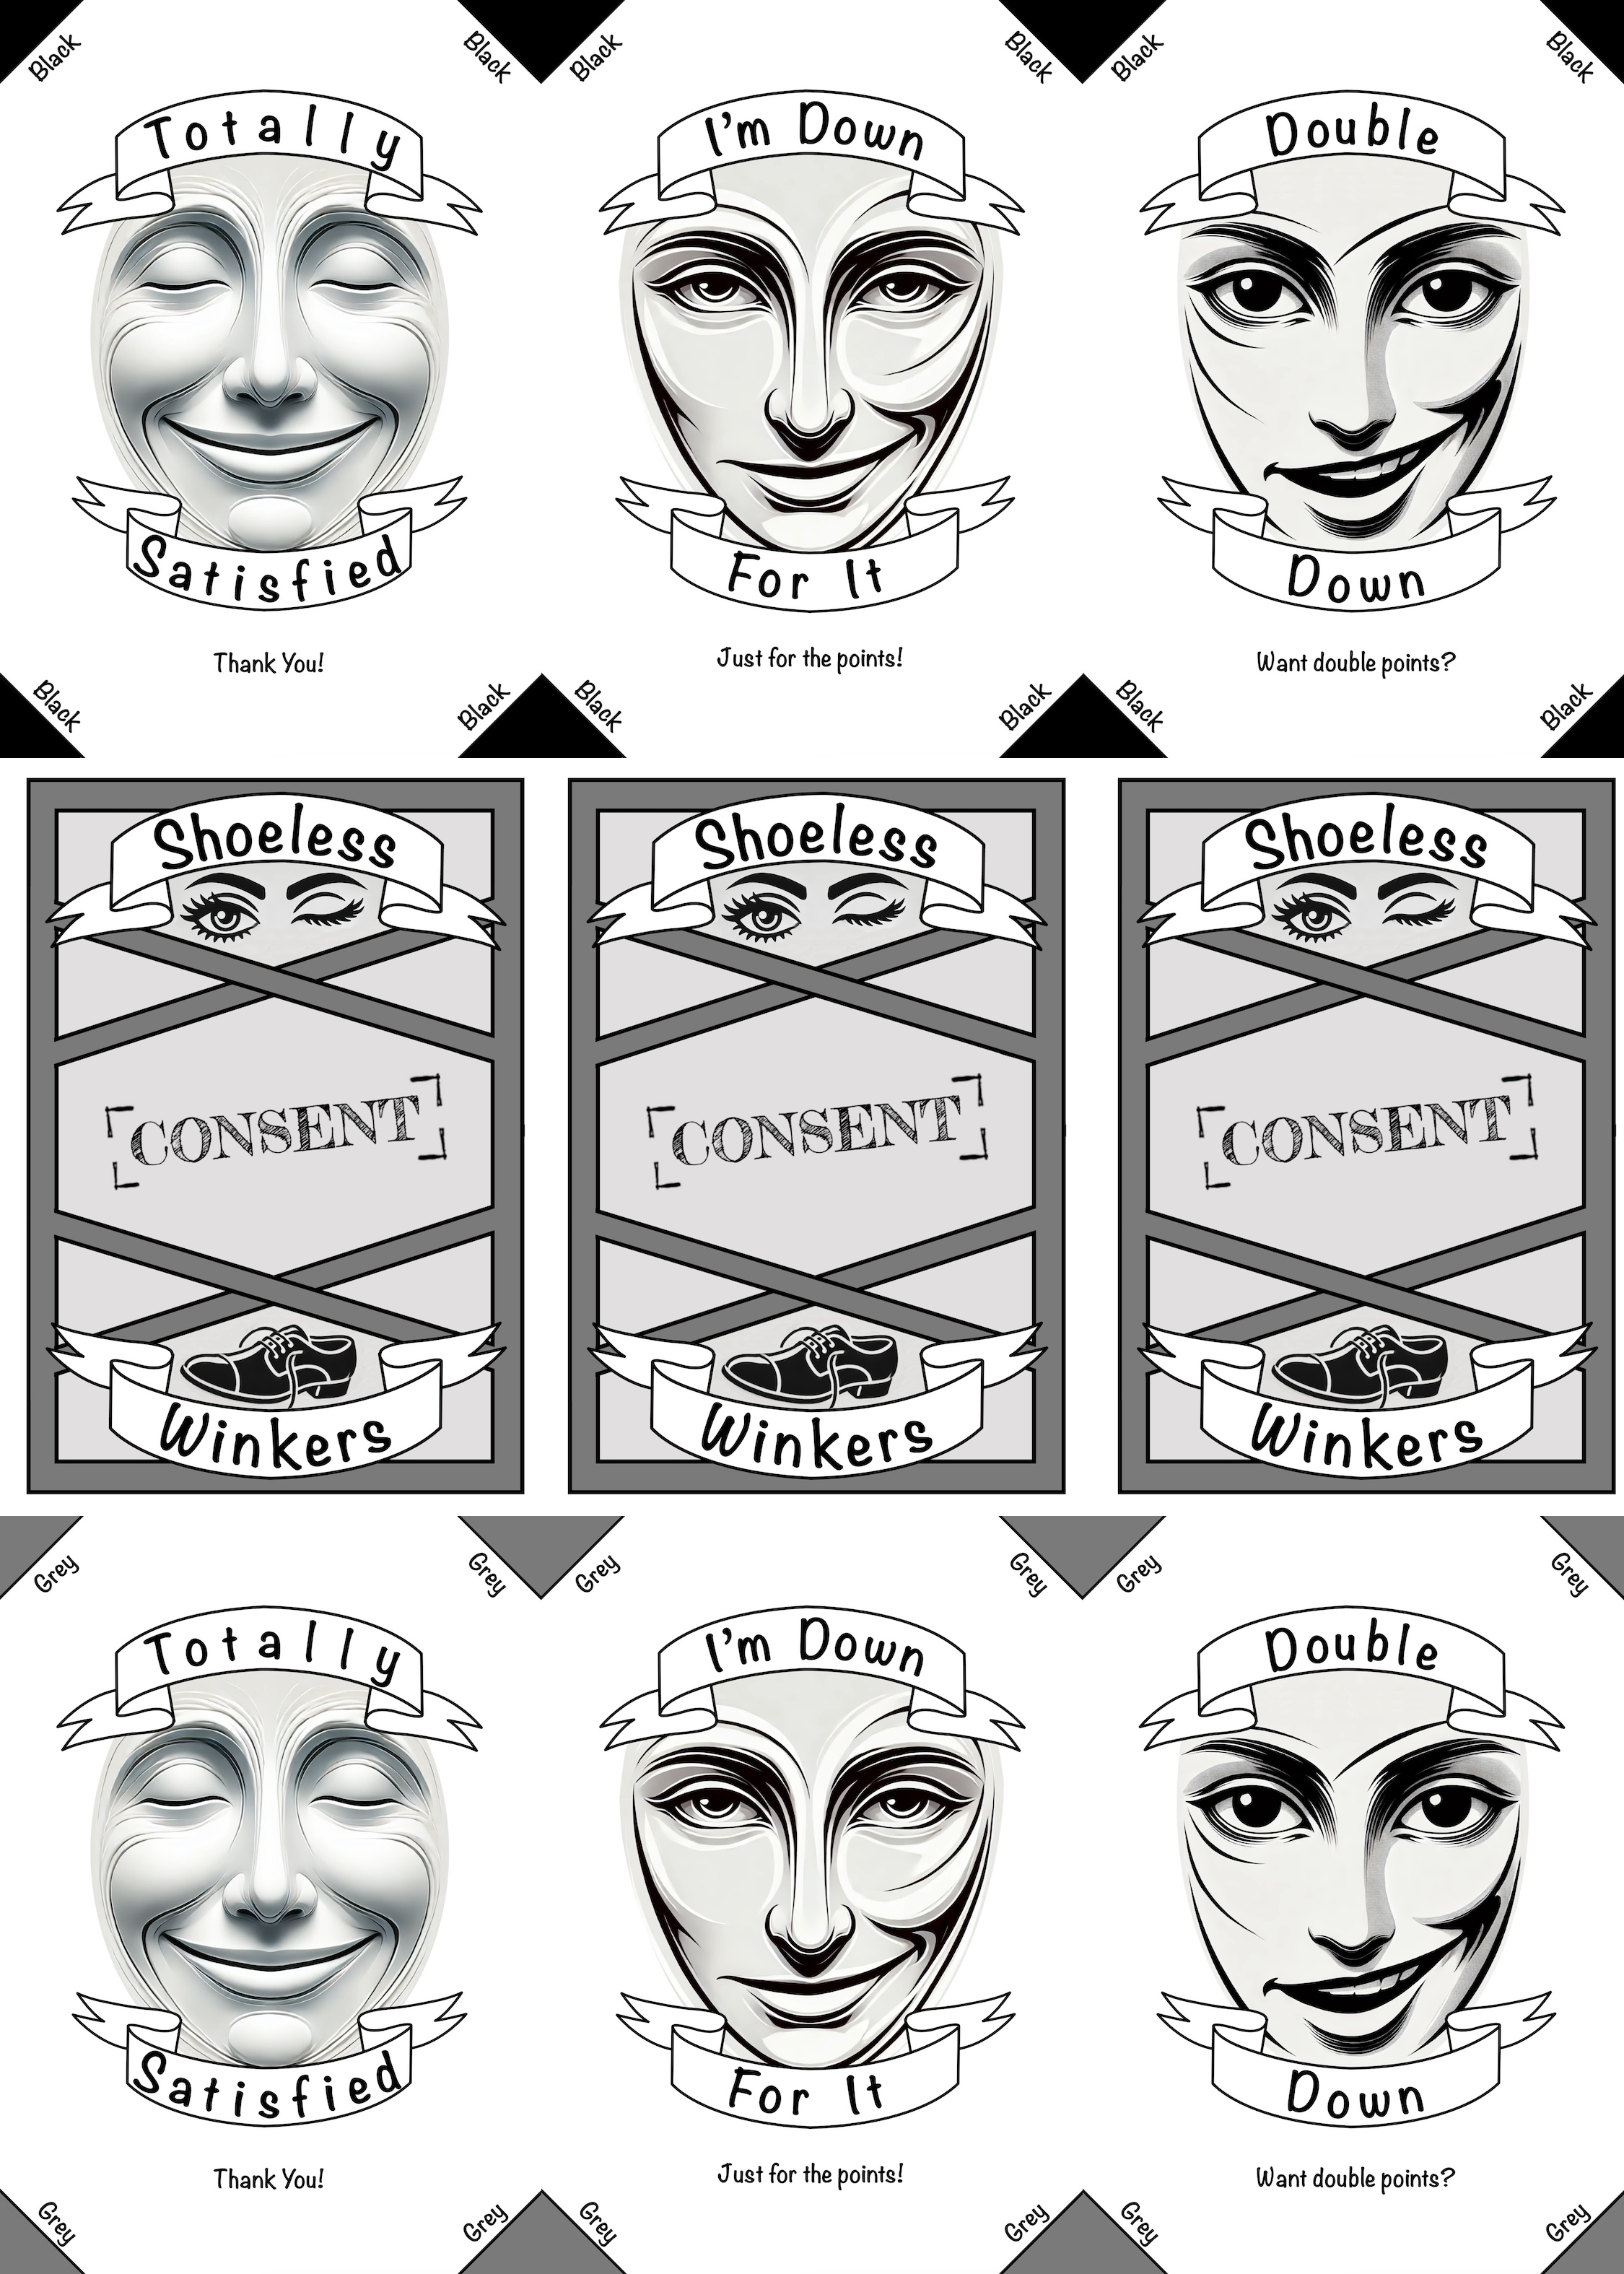 Black Black Black Black Black Black
Totally
Satisfied
Thank You!
I'm Down
For It
Just for the points!
Double
Down
Want double points?
Black Black Black Black Black Black
Shoeless
CONSENT
Winkers
Shoeless
CONSENT
Winkers
Shoeless
CONSENT
Winkers
Grey Grey Grey Grey Grey Grey
Totally
Satisfied
Thank You!
I'm Down
For It
Just for the points!
Double
Down
Want double points?
Grey Grey Grey Grey Grey Grey